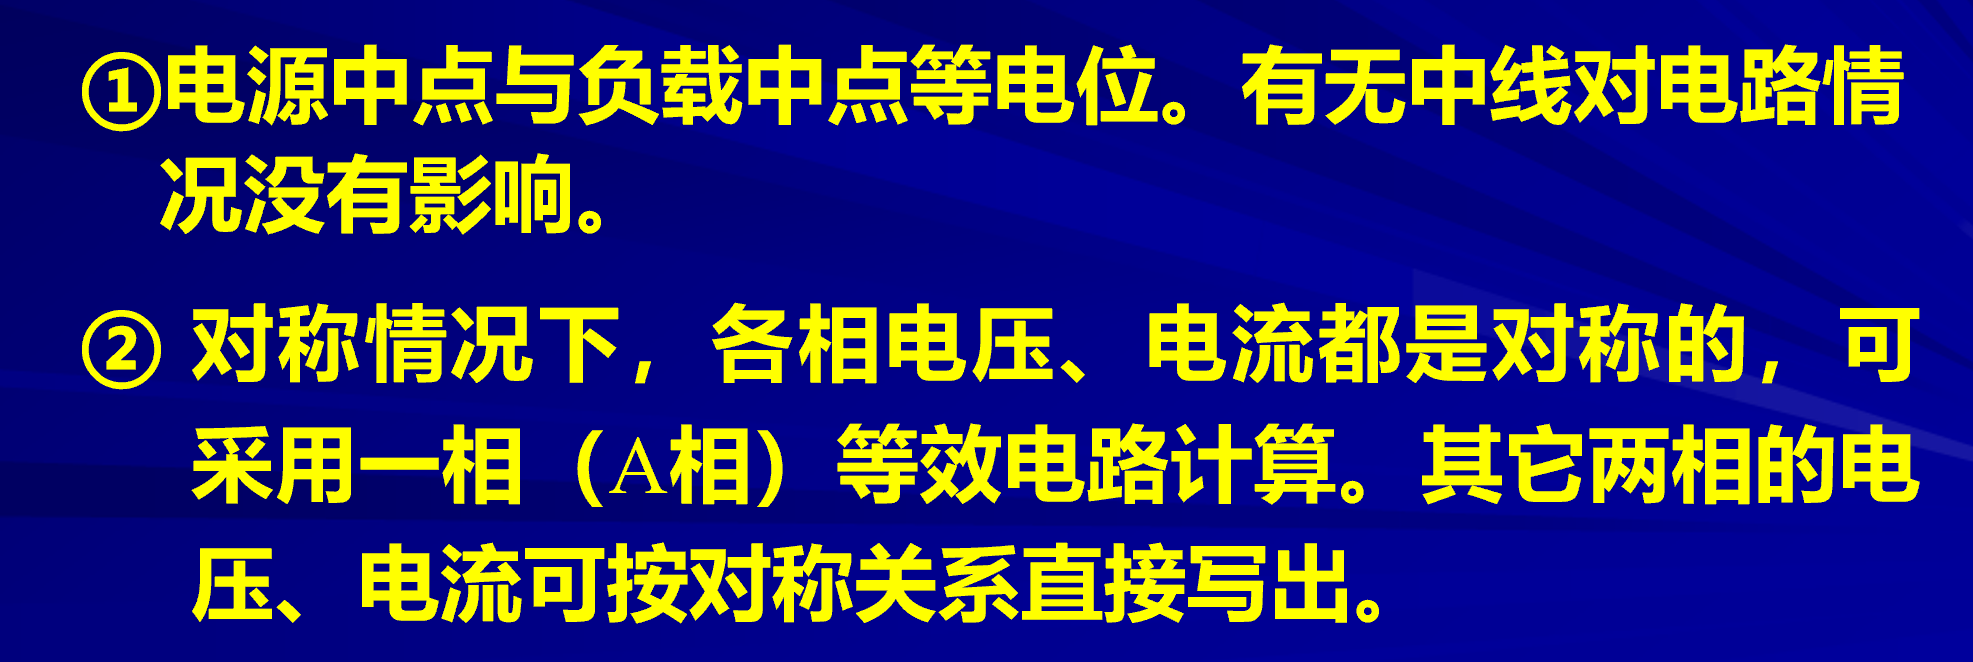 ①电源中点与负载中点等电位。有无中线对电路情
况没有影响。
② 对称情况下，各相电压、电流都是对称的，可
采用一相（A相）等效电路计算。其它两相的电
压、电流可按对称关系直接写出。